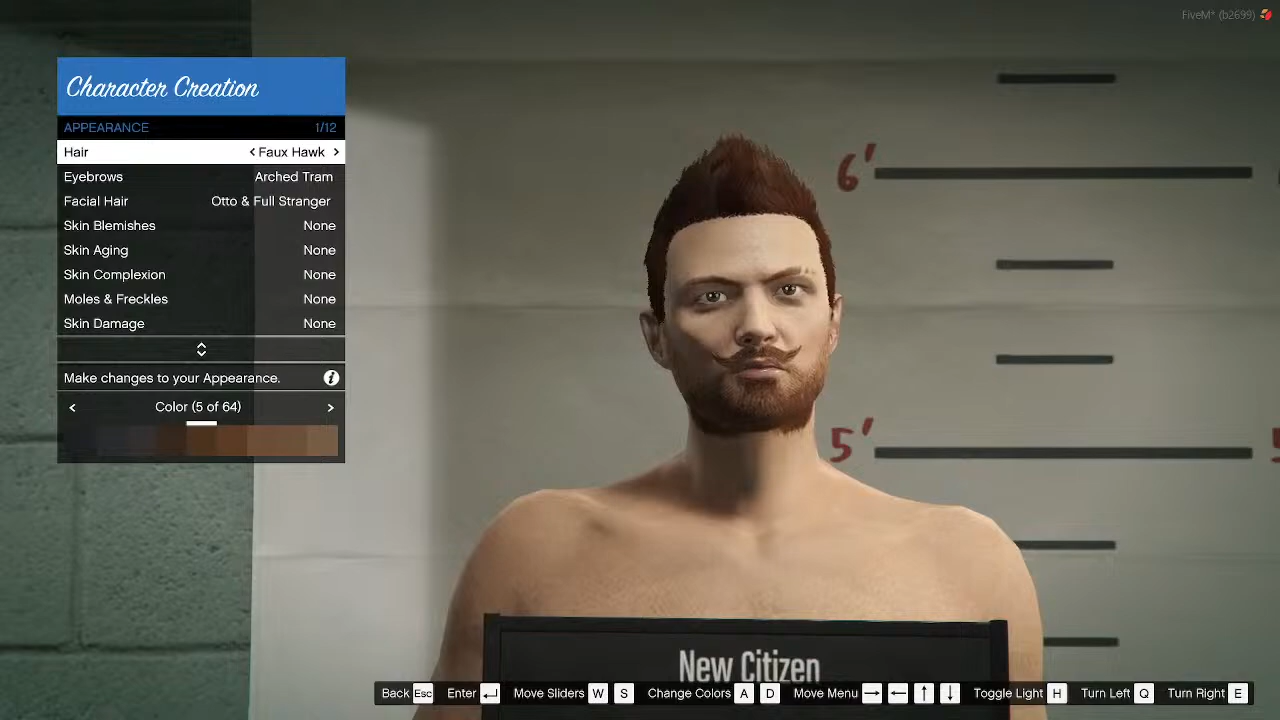 FiveM* (b2699)
Character Creation
APPEARANCE 1/12
Hair ‹ Faux Hawk ›
Eyebrows Arched Tram
Facial Hair Otto & Full Stranger
Skin Blemishes None
Skin Aging None
Skin Complexion None
Moles & Freckles None
Skin Damage None
Make changes to your Appearance. i
‹ Color (5 of 64) ›
6'
5'
New Citizen
Back Esc Enter ↵ Move Sliders W S Change Colors A D Move Menu → ← ↑ ↓ Toggle Light H Turn Left Q Turn Right E